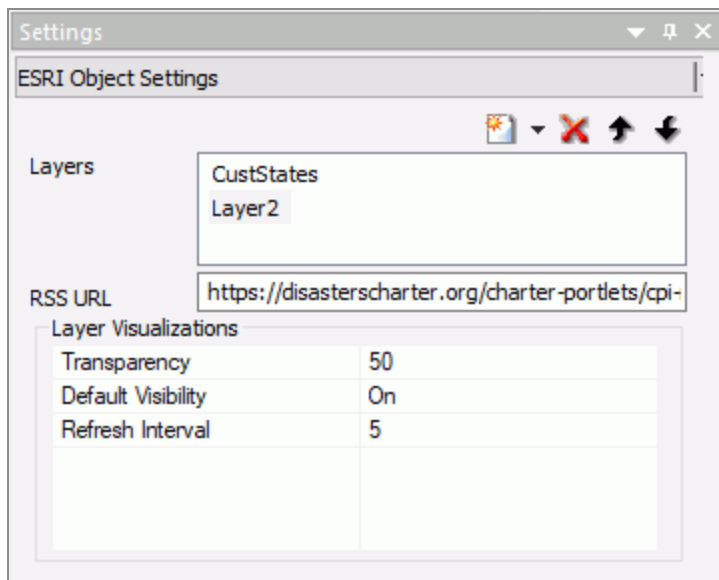 Settings
ESRI Object Settings
Layers
CustStates
Layer2
RSS URL
https://disasterscharter.org/charter-portlets/cpi-
Layer Visualizations
Transparency 50
Default Visibility On
Refresh Interval 5